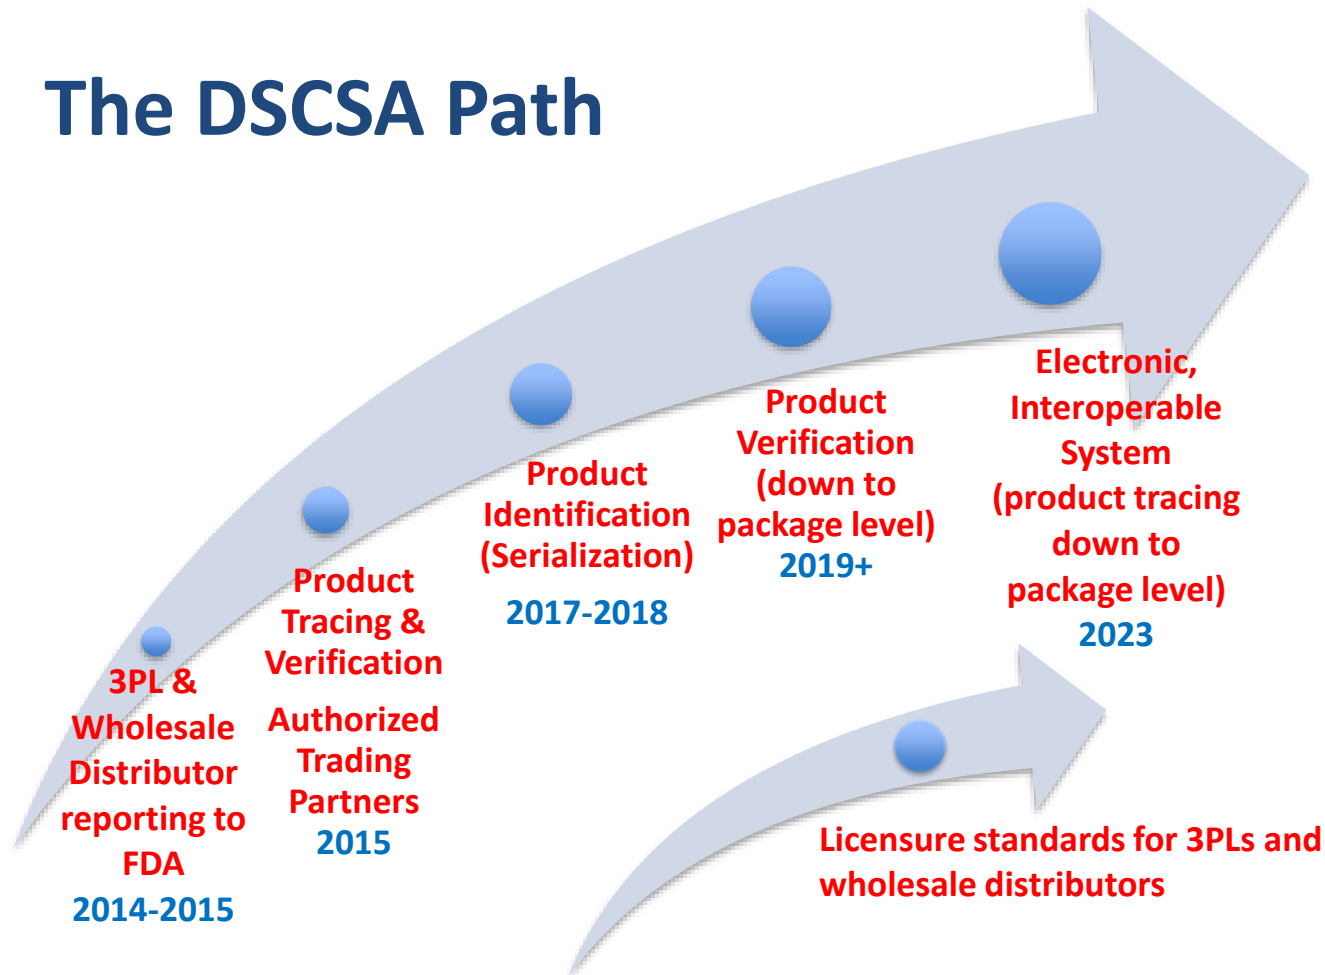 The DSCSA Path
3PL &
Wholesale
Distributor
reporting to
FDA
2014-2015
Product
Tracing &
Verification
Authorized
Trading
Partners
2015
Product
Identification
(Serialization)
2017-2018
Product
Verification
(down to
package level)
2019+
Electronic,
Interoperable
System
(product tracing
down to
package level)
2023
Licensure standards for 3PLs and
wholesale distributors